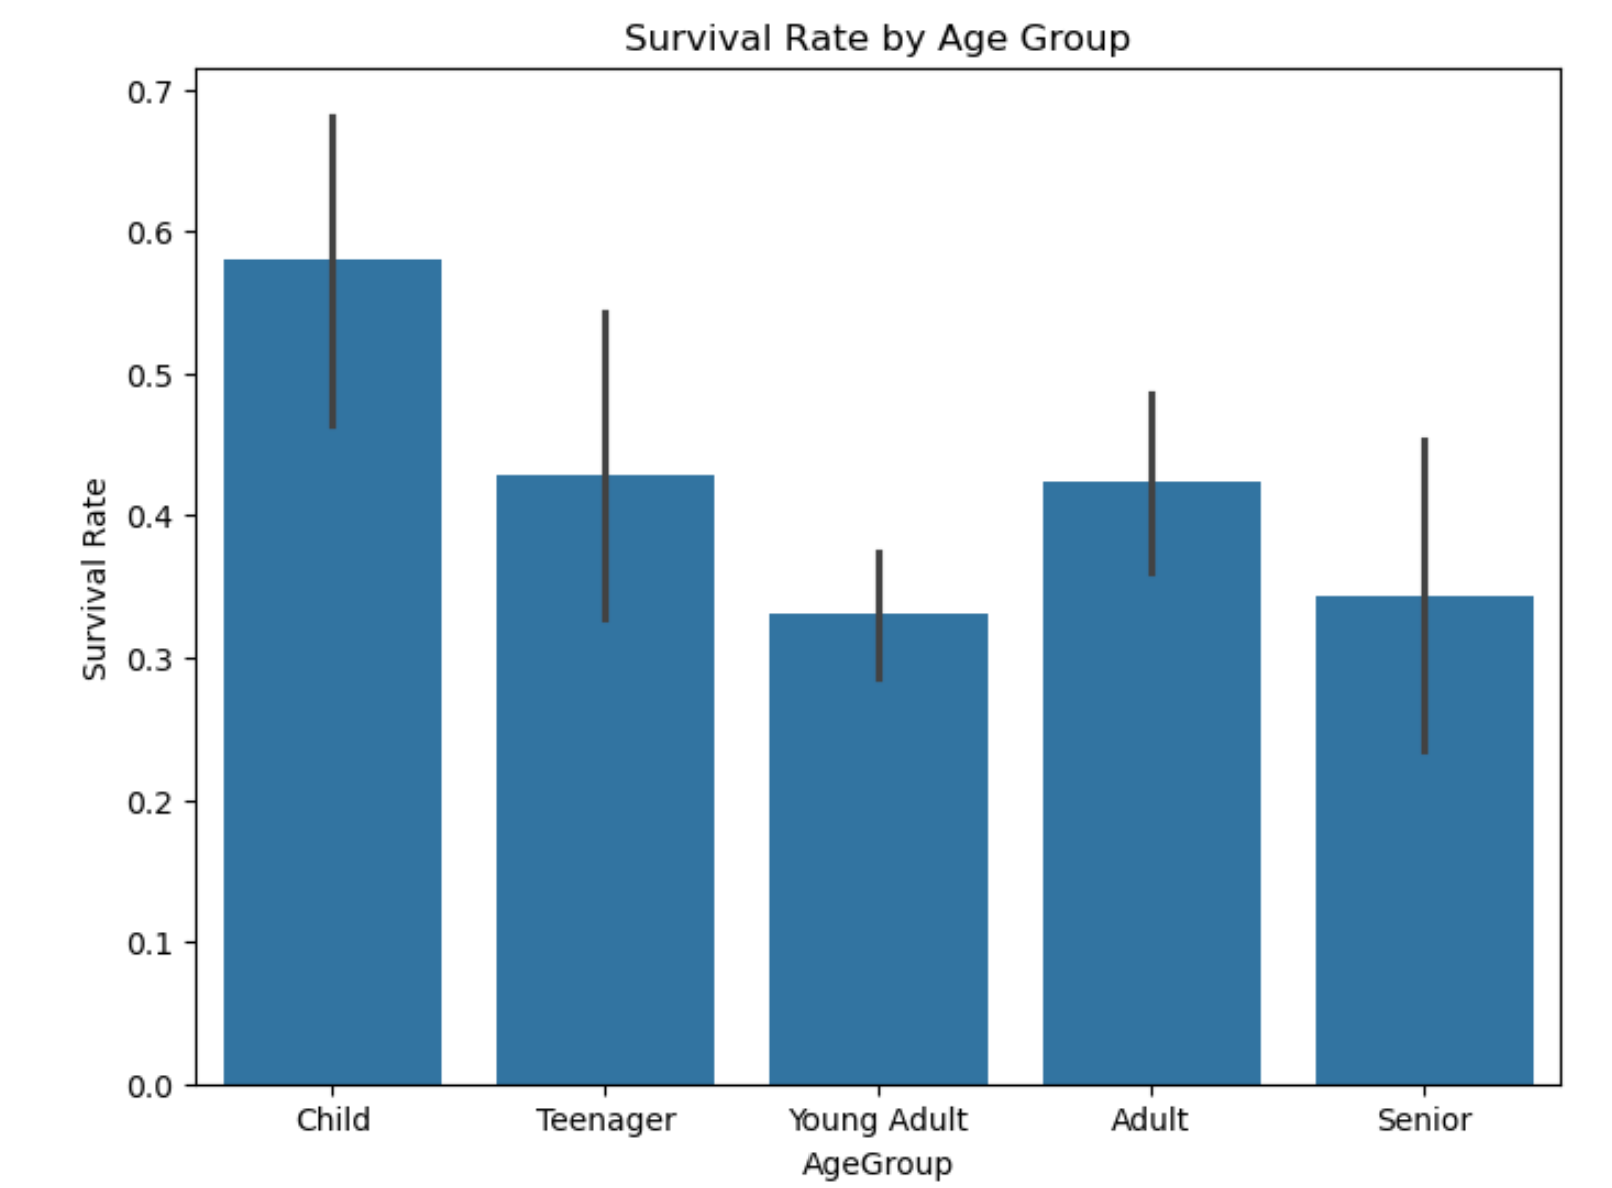 Survival Rate by Age Group
Survival Rate
0.7
0.6
0.5
0.4
0.3
0.2
0.1
0.0
Child
Teenager
Young Adult
Adult
Senior
AgeGroup